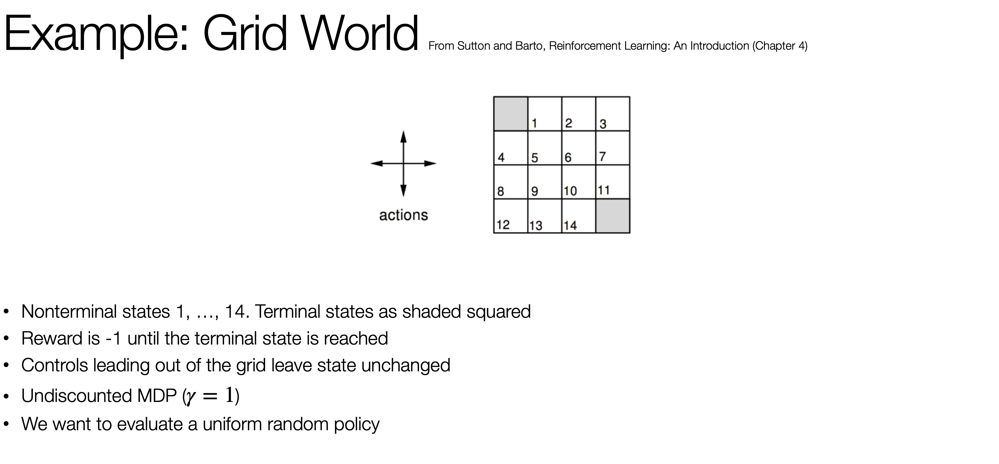 Example: Grid World From Sutton and Barto, Reinforcement Learning: An Introduction (Chapter 4)
1 2 3
4 5 6 7
8 9 10 11
12 13 14
actions
• Nonterminal states 1, …, 14. Terminal states as shaded squared
• Reward is -1 until the terminal state is reached
• Controls leading out of the grid leave state unchanged
• Undiscounted MDP (γ = 1)
• We want to evaluate a uniform random policy